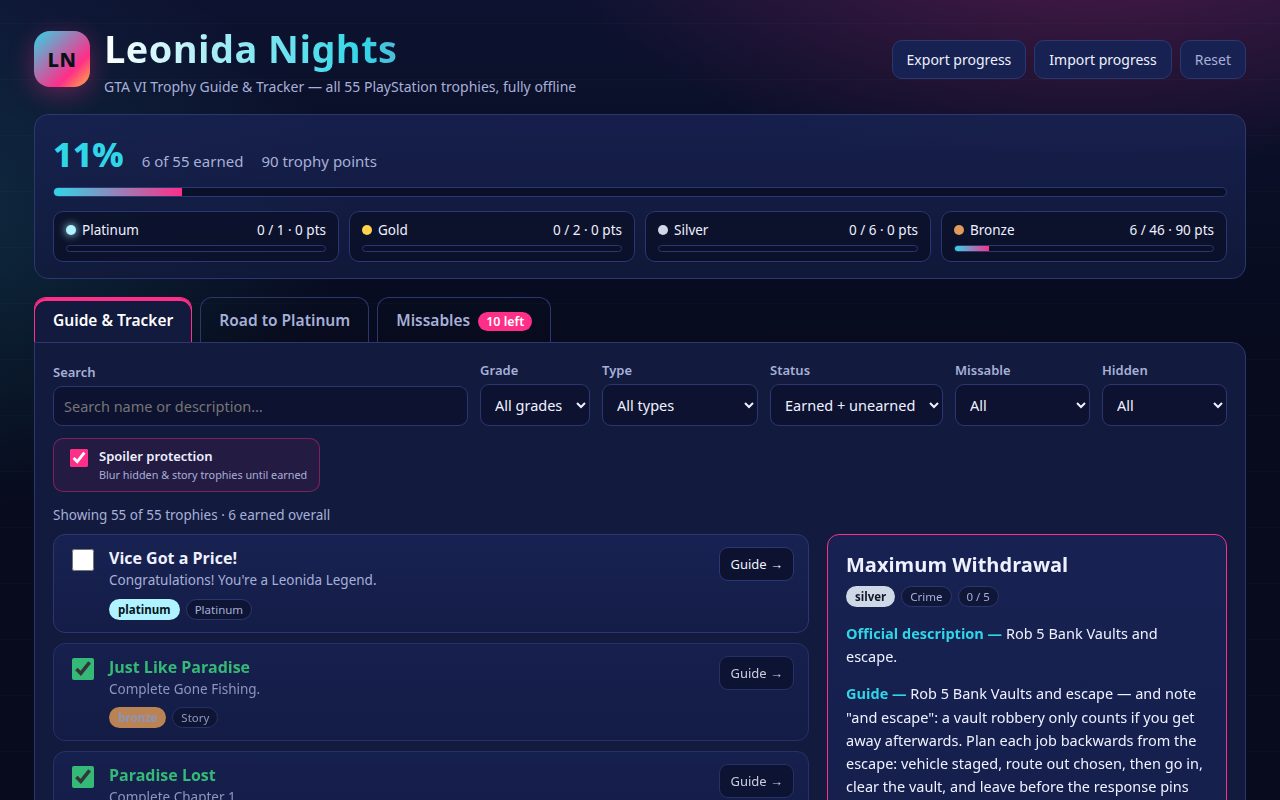 LN
Leonida Nights
GTA VI Trophy Guide & Tracker — all 55 PlayStation trophies, fully offline
Export progress
Import progress
Reset
11% 6 of 55 earned 90 trophy points
Platinum 0 / 1 · 0 pts
Gold 0 / 2 · 0 pts
Silver 0 / 6 · 0 pts
Bronze 6 / 46 · 90 pts
Guide & Tracker
Road to Platinum
Missables 10 left
Search
Search name or description...
Grade
All grades
Type
All types
Status
Earned + unearned
Missable
All
Hidden
All
Spoiler protection
Blur hidden & story trophies until earned
Showing 55 of 55 trophies · 6 earned overall
Vice Got a Price!
Congratulations! You're a Leonida Legend.
platinum Platinum
Guide →
Just Like Paradise
Complete Gone Fishing.
bronze Story
Guide →
Paradise Lost
Complete Chapter 1
Guide →
Maximum Withdrawal
silver Crime 0 / 5
Official description — Rob 5 Bank Vaults and
escape.
Guide — Rob 5 Bank Vaults and escape — and note
"and escape": a vault robbery only counts if you get
away afterwards. Plan each job backwards from the
escape: vehicle staged, route out chosen, then go in,
clear the vault, and leave before the response pins